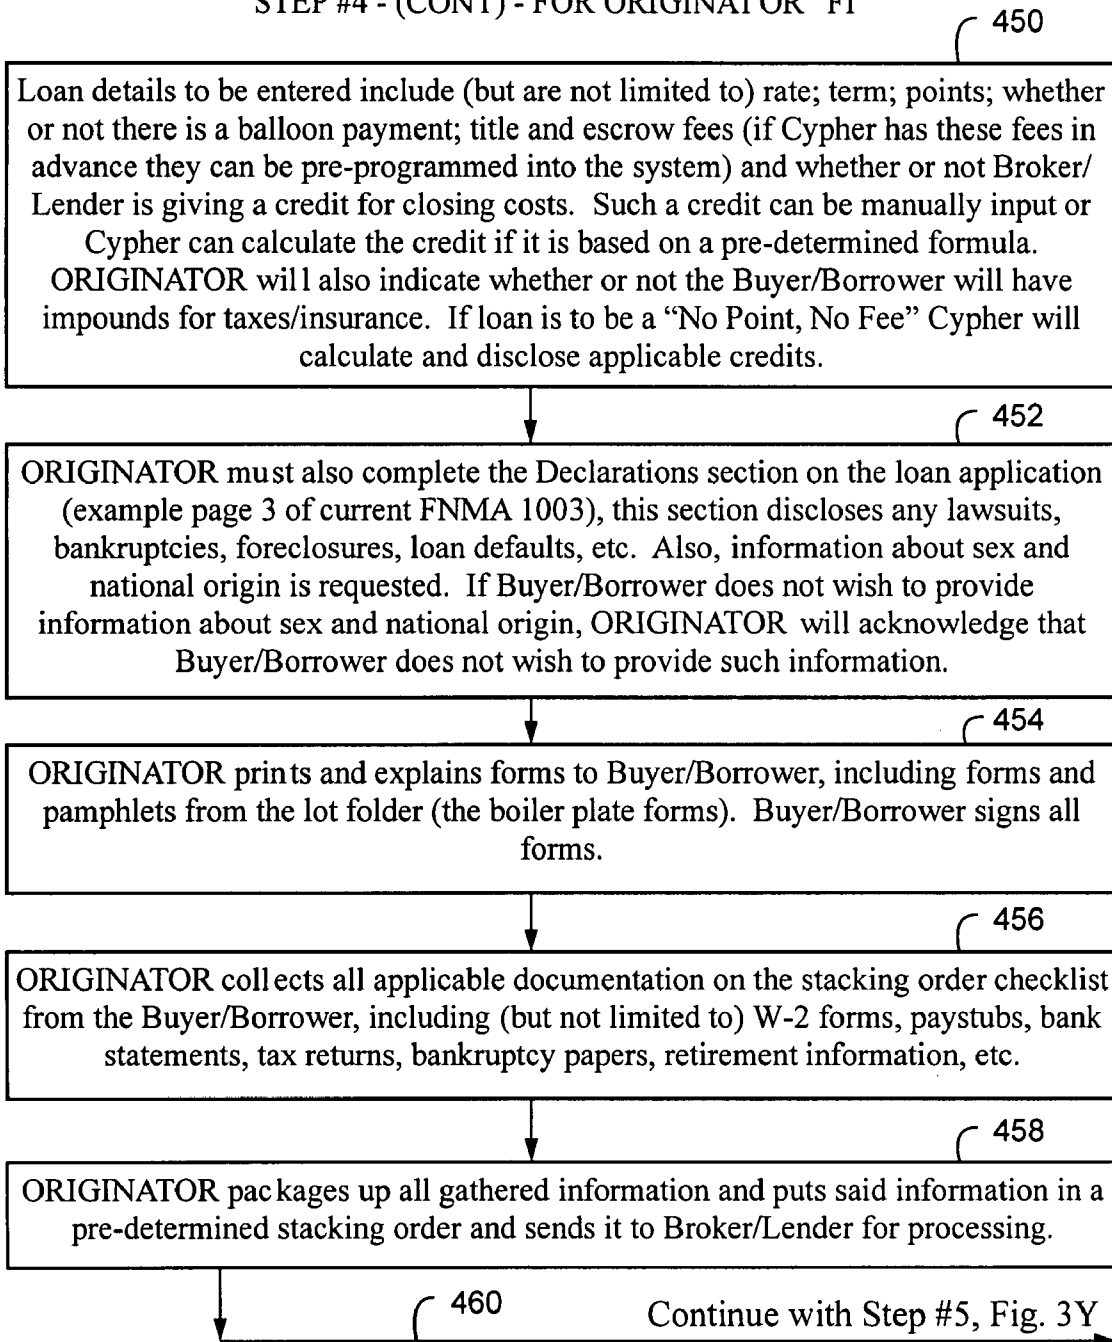 STEP #4 - (CONT) - FOR ORIGINATOR "FI"
450
Loan details to be entered include (but are not limited to) rate; term; points; whether
or not there is a balloon payment; title and escrow fees (if Cypher has these fees in
advance they can be pre-programmed into the system) and whether or not Broker/
Lender is giving a credit for closing costs. Such a credit can be manually input or
Cypher can calculate the credit if it is based on a pre-determined formula.
ORIGINATOR will also indicate whether or not the Buyer/Borrower will have
impounds for taxes/insurance. If loan is to be a “No Point, No Fee” Cypher will
calculate and disclose applicable credits.
452
ORIGINATOR must also complete the Declarations section on the loan application
(example page 3 of current FNMA 1003), this section discloses any lawsuits,
bankruptcies, foreclosures, loan defaults, etc. Also, information about sex and
national origin is requested. If Buyer/Borrower does not wish to provide
information about sex and national origin, ORIGINATOR will acknowledge that
Buyer/Borrower does not wish to provide such information.
454
ORIGINATOR prints and explains forms to Buyer/Borrower, including forms and
pamphlets from the lot folder (the boiler plate forms). Buyer/Borrower signs all
forms.
456
ORIGINATOR collects all applicable documentation on the stacking order checklist
from the Buyer/Borrower, including (but not limited to) W-2 forms, paystubs, bank
statements, tax returns, bankruptcy papers, retirement information, etc.
458
ORIGINATOR packages up all gathered information and puts said information in a
pre-determined stacking order and sends it to Broker/Lender for processing.
460
Continue with Step #5, Fig. 3Y